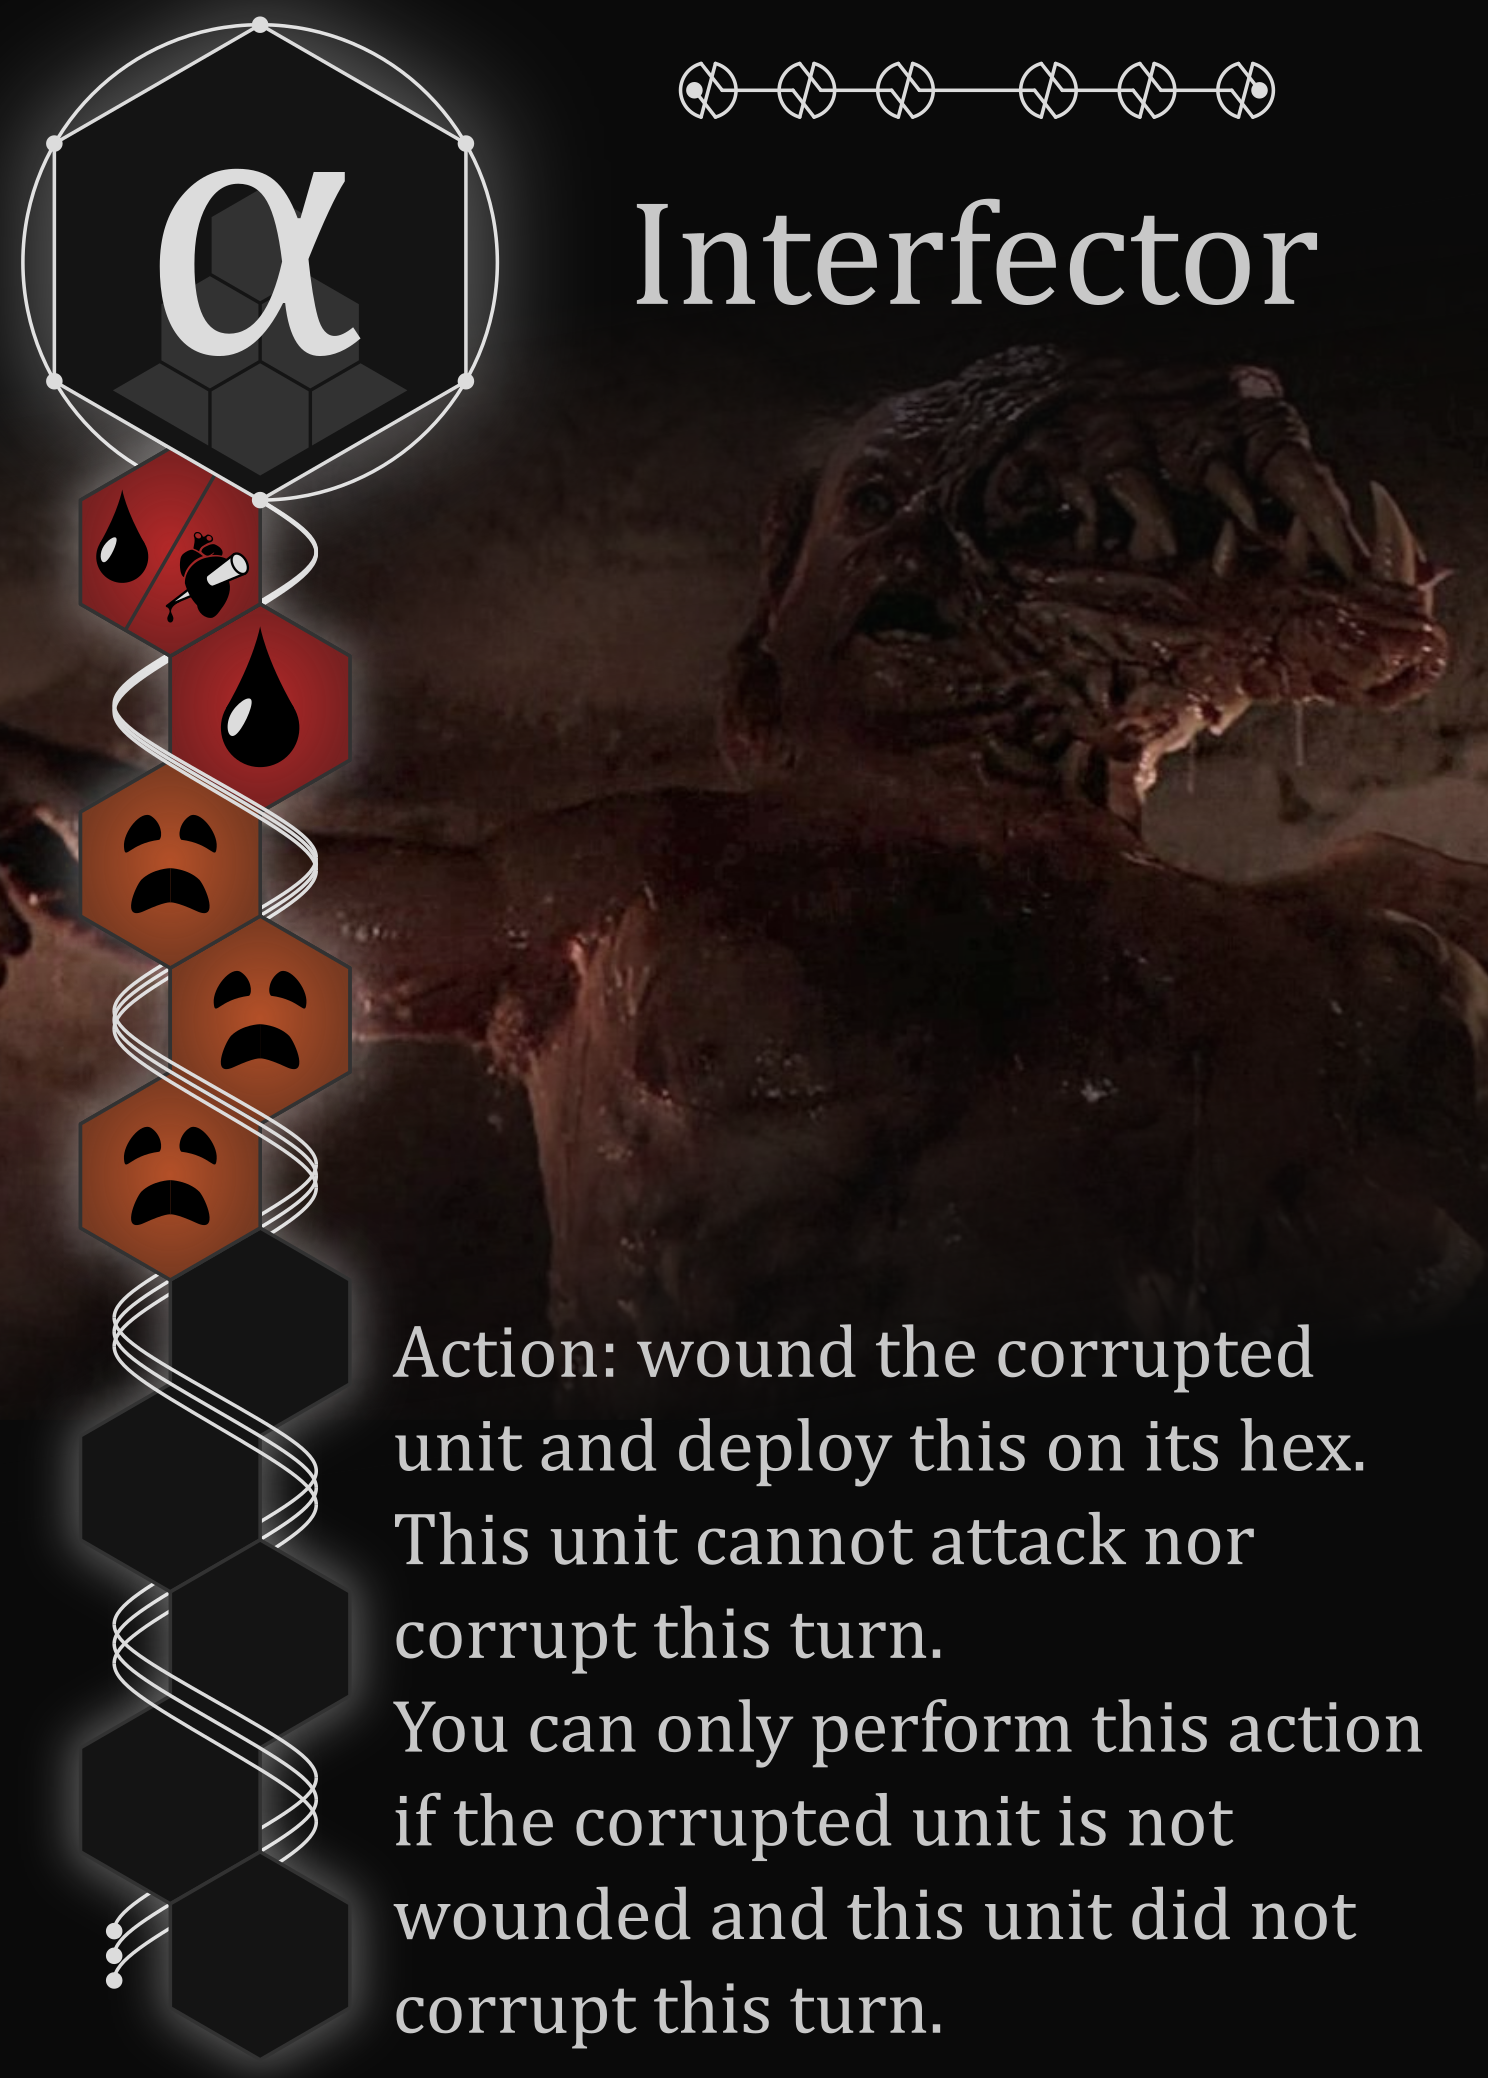 α
Interfector
Action: wound the corrupted
unit and deploy this on its hex.
This unit cannot attack nor
corrupt this turn.
You can only perform this action
if the corrupted unit is not
wounded and this unit did not
corrupt this turn.